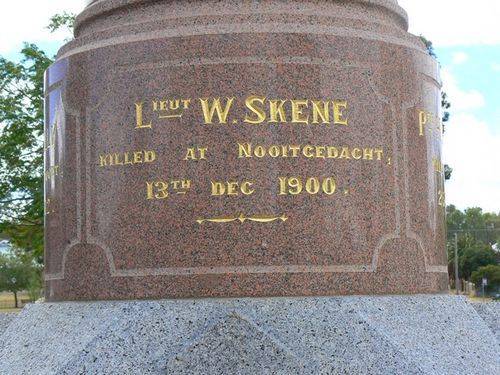 LIEUT W. SKENE
KILLED AT NOOITGEDACHT;
13TH DEC 1900.